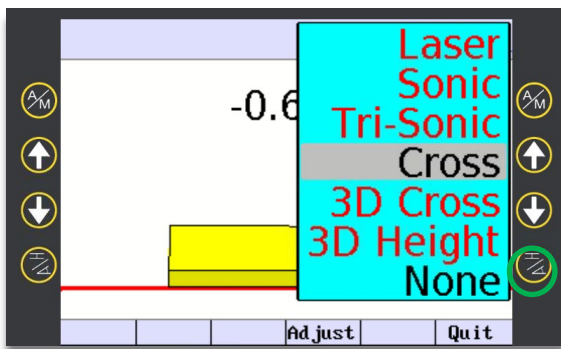 Laser
Sonic
-0.6
Tri-Sonic
Cross
3D Cross
3D Height
None
Adjust
Quit
A/M
A/M